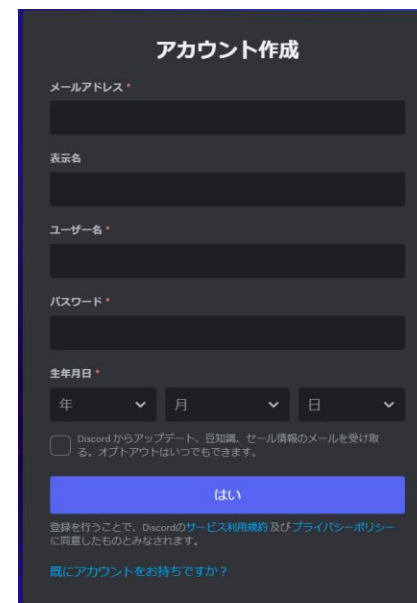 アカウント作成
メールアドレス *
表示名
ユーザー名 *
パスワード *
生年月日 *
年 月 日
Discord からアップデート、豆知識、セール情報のメールを受け取
る。オプトアウトはいつでもできます。
はい
登録を行うことで、Discordのサービス利用規約 及び プライバシーポリシー
に同意したものとみなされます。
既にアカウントをお持ちですか？